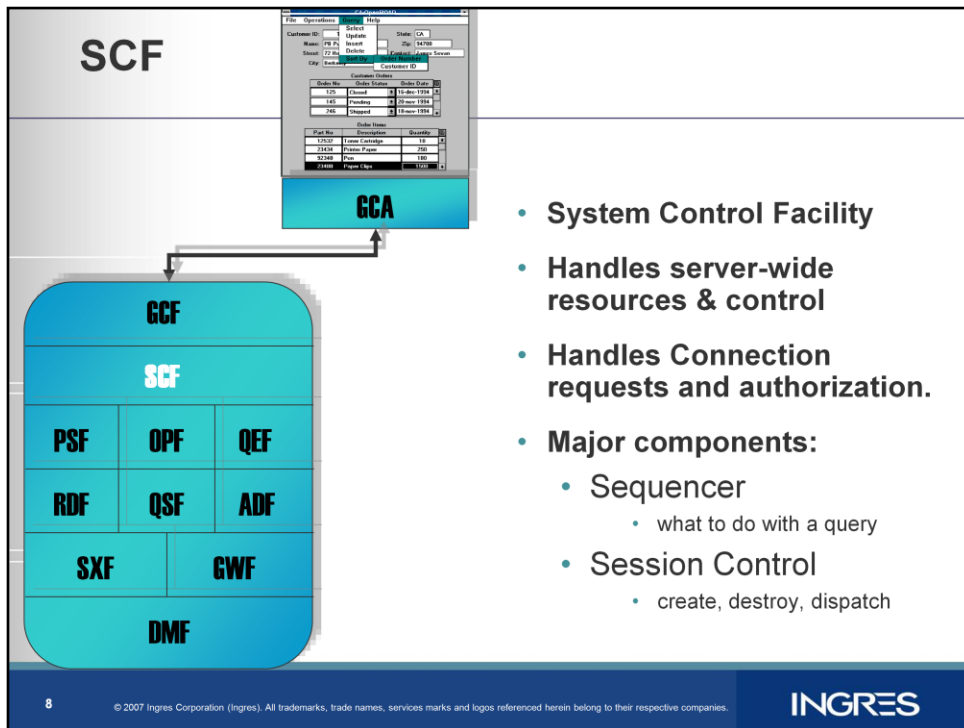 SCF
File Operations Query Help
Select
Update
Insert
Delete
Sort By
Order Number
Customer ID
Customer ID:
State: CA
Name:
Zip: 94700
Street:
City:
Customer Orders
Order No Order Status Order Date
125 Closed 16-dec-1994
145 Pending 20-nov-1994
246 Shipped 18-nov-1994
Order Items
Part No Description Quantity
12532 Toner Cartridge 10
23434 Printer Paper 250
92348 Pen 100
23488 Paper Clips 1500
GCA
GCF
SCF
PSF OPF QEF
RDF QSF ADF
SXF GWF
DMF
• System Control Facility
• Handles server-wide
resources & control
• Handles Connection
requests and authorization.
• Major components:
• Sequencer
• what to do with a query
• Session Control
• create, destroy, dispatch
8
© 2007 Ingres Corporation (Ingres). All trademarks, trade names, services marks and logos referenced herein belong to their respective companies.
INGRES